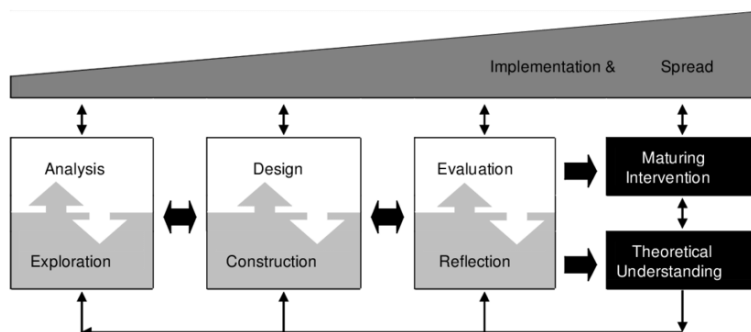 Implementation & Spread
Analysis
Exploration
Design
Construction
Evaluation
Reflection
Maturing
Intervention
Theoretical
Understanding